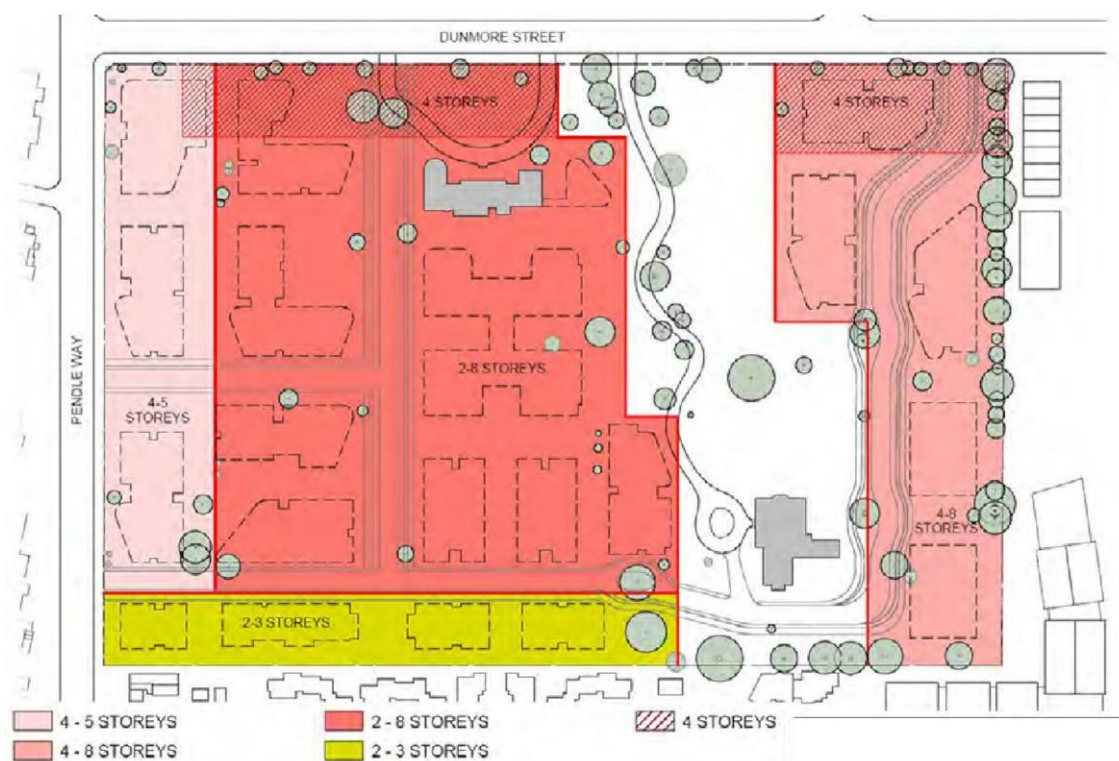 DUNMORE STREET
4 STOREYS
4 STOREYS
PENDLE WAY
2-8 STOREYS
4-5
STOREYS
4-8
STOREYS
2-3 STOREYS
4 - 5 STOREYS
2 - 8 STOREYS
4 STOREYS
4 - 8 STOREYS
2 - 3 STOREYS